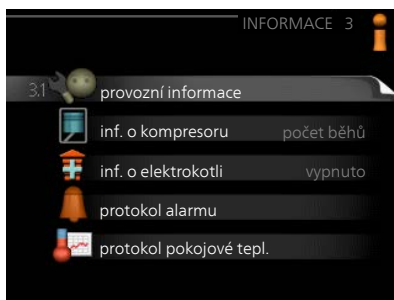 INFORMACE 3
3.1 provozní informace
inf. o kompresoru počet běhů
inf. o elektrokotli vypnuto
protokol alarmu
protokol pokojové tepl.